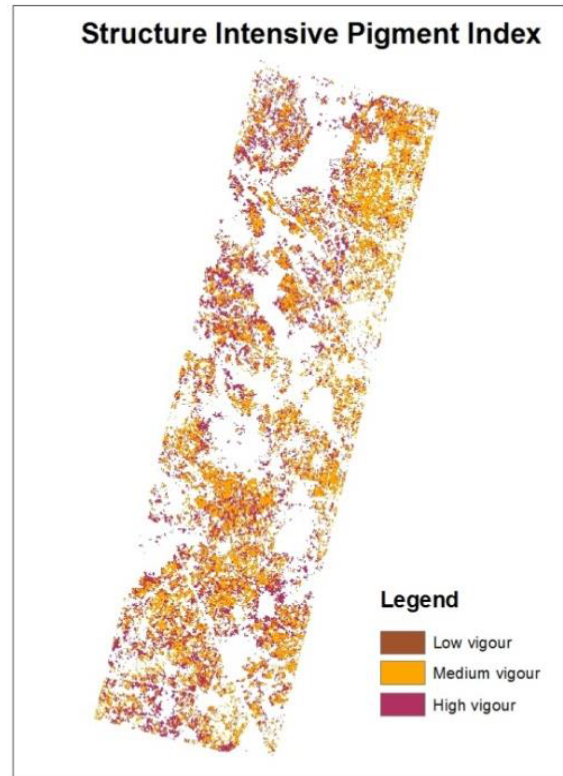 Structure Intensive Pigment Index
Legend
Low vigour
Medium vigour
High vigour